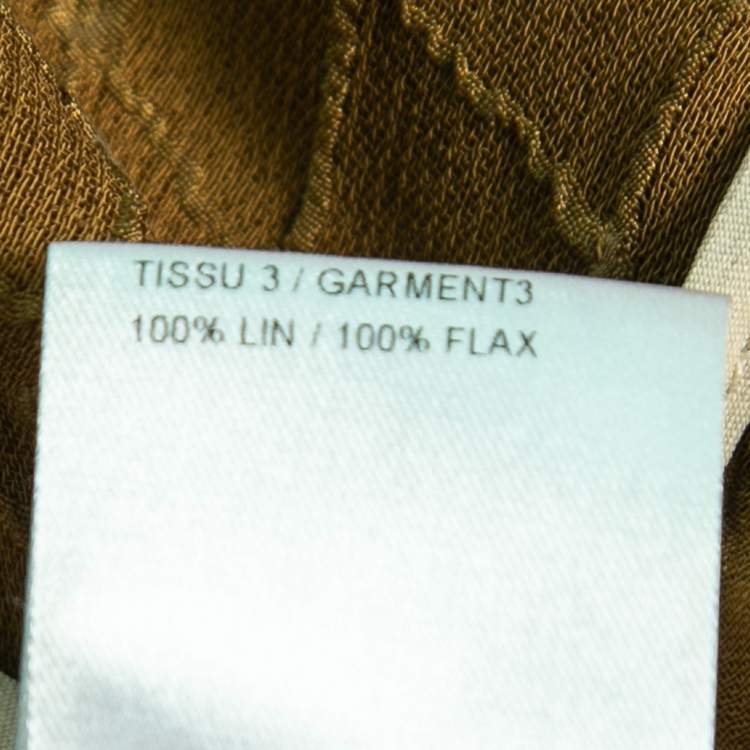 TISSU 3 / GARMENT3
100% LIN / 100% FLAX